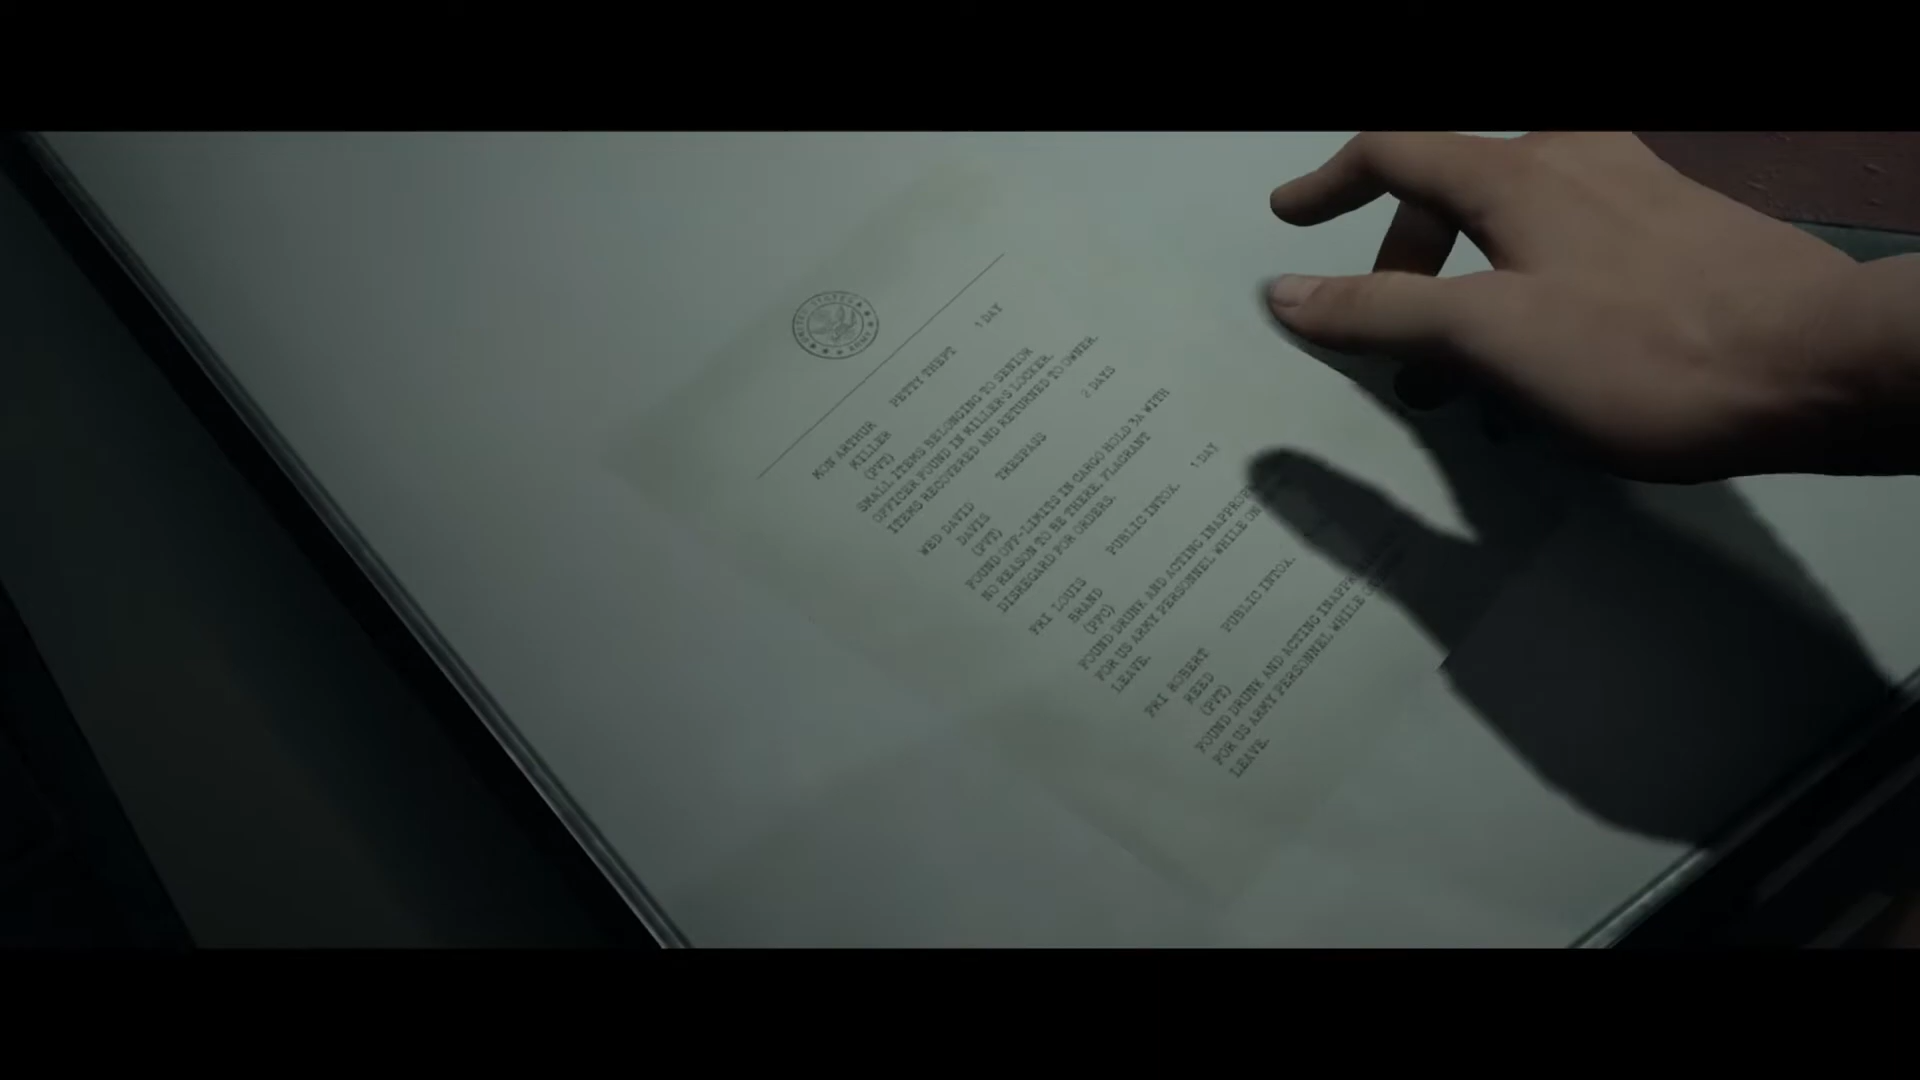 UNITED STATES ARMY
MON ARTHUR MILLER (PVT) PETTY THEFT 1 DAY
SMALL ITEMS BELONGING TO SENIOR
OFFICER FOUND IN MILLER'S LOCKER.
ITEMS RECOVERED AND RETURNED TO OWNER.
WED DAVID DAVIS (PVT) TRESPASS 2 DAYS
FOUND OFF-LIMITS IN CARGO HOLD 3A WITH
NO REASON TO BE THERE, FLAGRANT
DISREGARD FOR ORDERS.
FRI LOUIS BRAND (PFC) PUBLIC INTOX. 1 DAY
FOUND DRUNK AND ACTING
FOR US ARMY PERSONNEL WHILE ON
LEAVE.
FRI ROBERT REED (PVT) PUBLIC INTOX.
FOUND DRUNK AND ACTING
FOR US ARMY PERSONNEL WHILE
LEAVE.